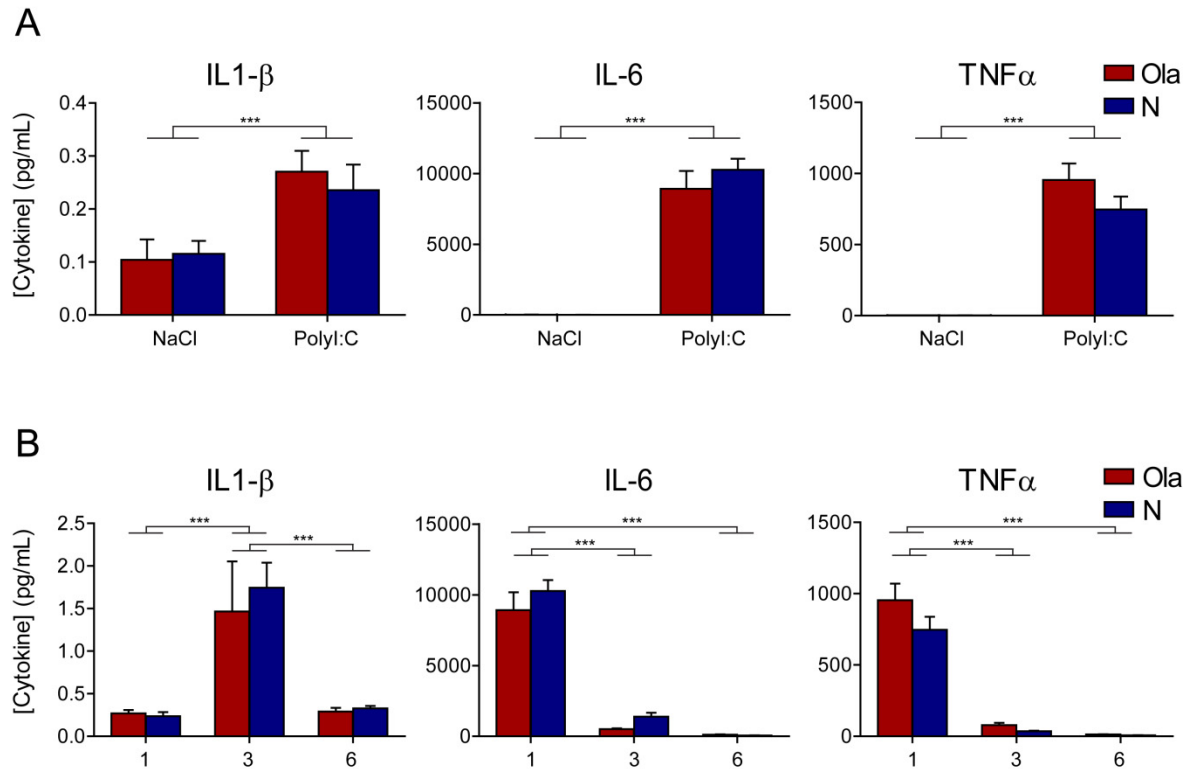 A
IL1-β
IL-6
TNFα
Ola
N
[Cytokine] (pg/mL)
0.4
0.3
0.2
0.1
0.0
***
NaCl
PolyI:C
15000
10000
5000
0
***
NaCl
PolyI:C
1500
1000
500
0
***
NaCl
PolyI:C
B
IL1-β
IL-6
TNFα
Ola
N
[Cytokine] (pg/mL)
2.5
2.0
1.5
1.0
0.5
0.0
***
***
1 3 6
15000
10000
5000
0
***
***
1 3 6
1500
1000
500
0
***
***
1 3 6